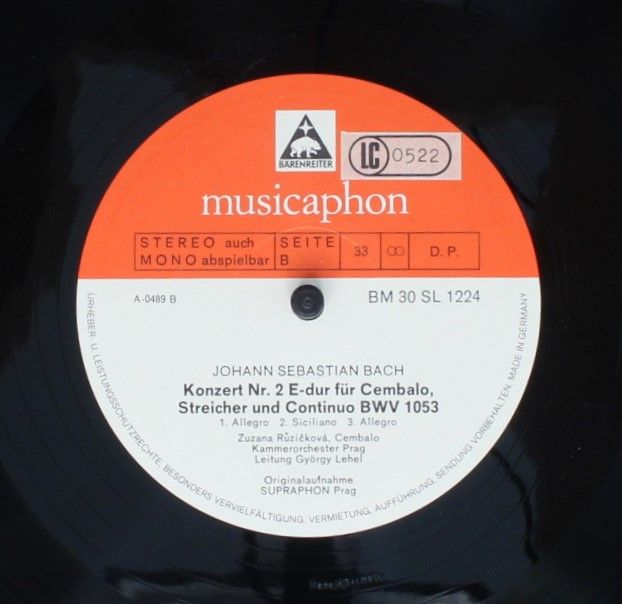 BÄRENREITER
LC 0522
musicaphon
STEREO auch
MONO abspielbar
SEITE
B
33
D. P.
A-0489 B
BM 30 SL 1224
JOHANN SEBASTIAN BACH
Konzert Nr. 2 E-dur für Cembalo,
Streicher und Continuo BWV 1053
1. Allegro 2. Siciliano 3. Allegro
Zuzana Růžičková, Cembalo
Kammerorchester Prag
Leitung György Lehel
Originalaufnahme
SUPRAPHON Prag
URHEBER- U. LEISTUNGSSCHUTZRECHTE. BESONDERS VERVIELFÄLTIGUNG, VERMIETUNG, AUFFÜHRUNG, SENDUNG VORBEHALTEN. MADE IN GERMANY
Made in Germany